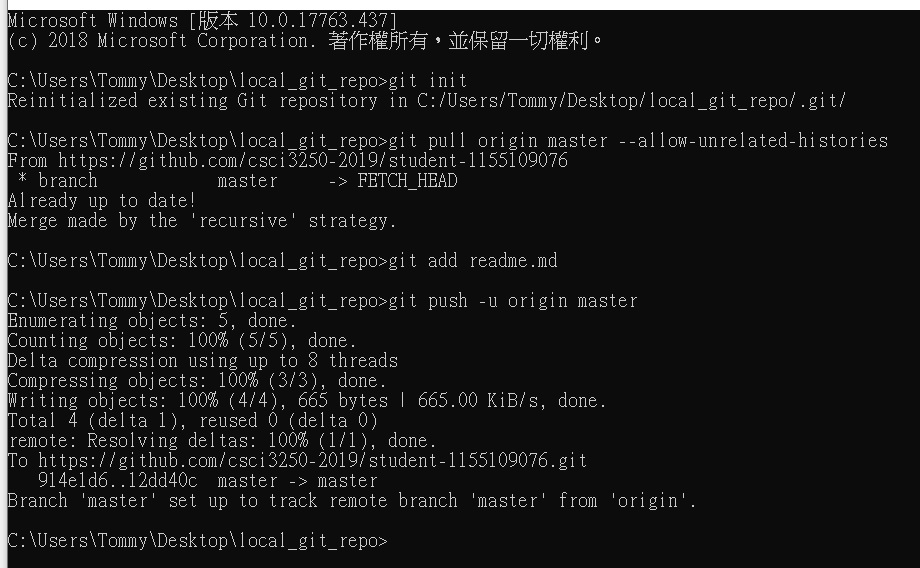 Microsoft Windows [版本 10.0.17763.437]
(c) 2018 Microsoft Corporation. 著作權所有，並保留一切權利。
C:\Users\Tommy\Desktop\local_git_repo>git init
Reinitialized existing Git repository in C:/Users/Tommy/Desktop/local_git_repo/.git/
C:\Users\Tommy\Desktop\local_git_repo>git pull origin master --allow-unrelated-histories
From https://github.com/csci3250-2019/student-1155109076
 * branch            master     -> FETCH_HEAD
Already up to date!
Merge made by the 'recursive' strategy.
C:\Users\Tommy\Desktop\local_git_repo>git add readme.md
C:\Users\Tommy\Desktop\local_git_repo>git push -u origin master
Enumerating objects: 5, done.
Counting objects: 100% (5/5), done.
Delta compression using up to 8 threads
Compressing objects: 100% (3/3), done.
Writing objects: 100% (4/4), 665 bytes | 665.00 KiB/s, done.
Total 4 (delta 1), reused 0 (delta 0)
remote: Resolving deltas: 100% (1/1), done.
To https://github.com/csci3250-2019/student-1155109076.git
   914e1d6..12dd40c  master -> master
Branch 'master' set up to track remote branch 'master' from 'origin'.
C:\Users\Tommy\Desktop\local_git_repo>